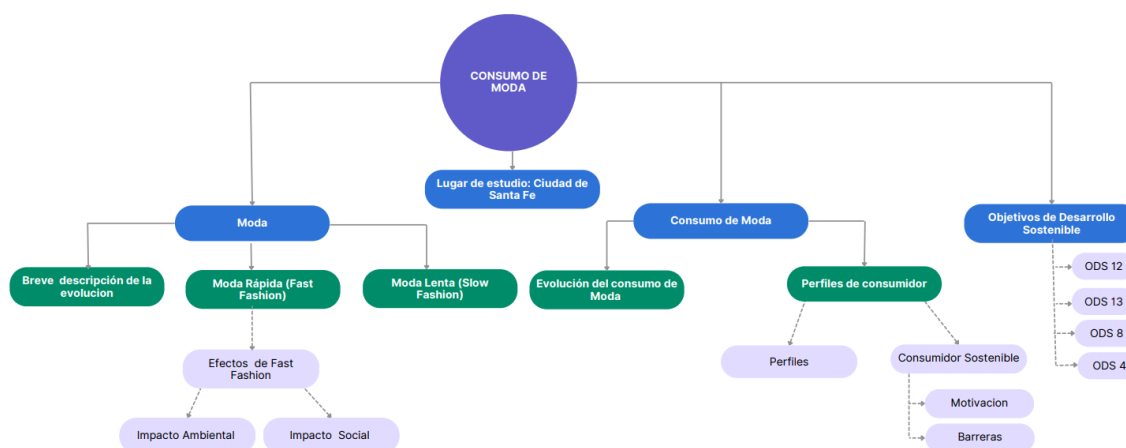 CONSUMO DE
MODA
Lugar de estudio: Ciudad de
Santa Fe
Moda
Consumo de Moda
Objetivos de Desarrollo
Sostenible
Breve descripción de la
evolucion
Moda Rápida (Fast
Fashion)
Moda Lenta (Slow
Fashion)
Evolución del consumo de
Moda
Perfiles de consumidor
ODS 12
ODS 13
ODS 8
ODS 4
Efectos de Fast
Fashion
Perfiles
Consumidor Sostenible
Impacto Ambiental
Impacto Social
Motivacion
Barreras